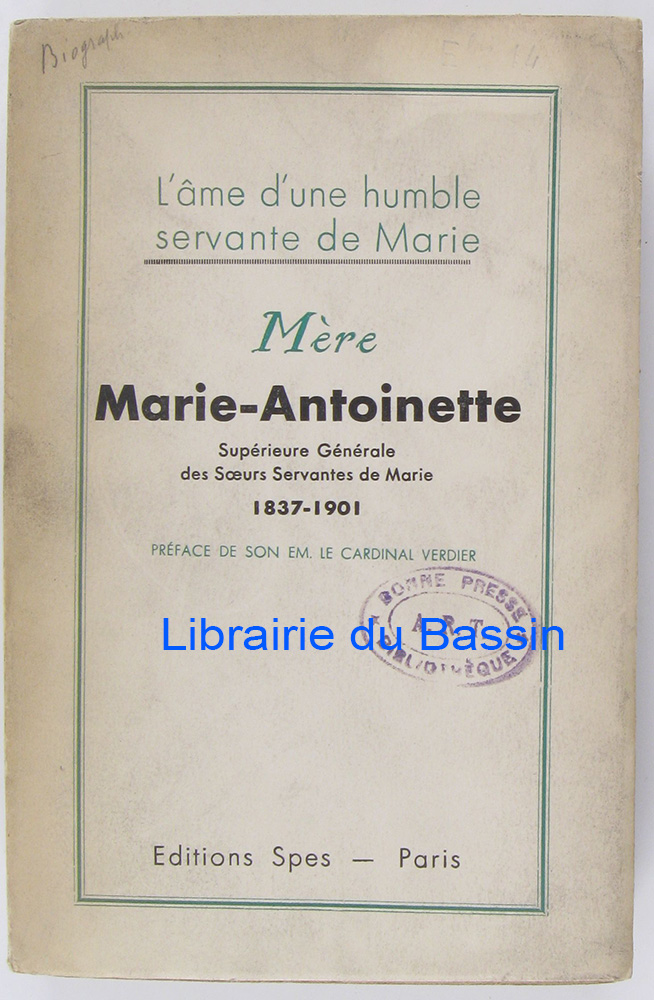 Biograph.
L'âme d'une humble
servante de Marie
Mère
Marie-Antoinette
Supérieure Générale
des Sœurs Servantes de Marie
1837-1901
PRÉFACE DE SON EM. LE CARDINAL VERDIER
BONNE PRESSE
A. R. T.
BIBLIOTHÈQUE
Librairie du Bassin
Editions Spes — Paris